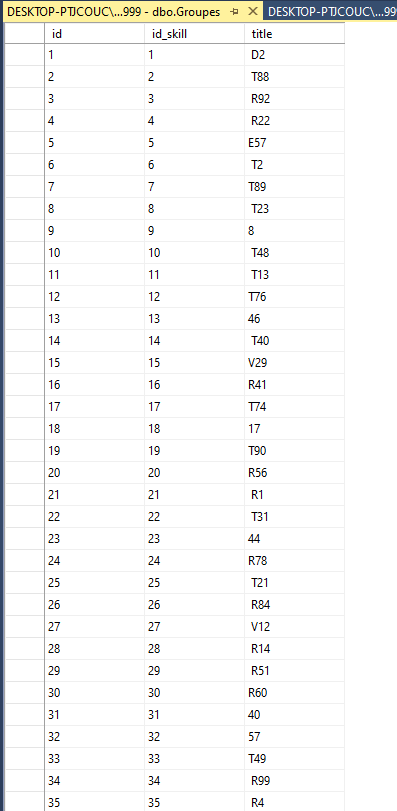 DESKTOP-PTJCOUC\...999 - dbo.Groupes DESKTOP-PTJCOUC\...99
id id_skill title
1 1 D2
2 2 T88
3 3 R92
4 4 R22
5 5 E57
6 6 T2
7 7 T89
8 8 T23
9 9 8
10 10 T48
11 11 T13
12 12 T76
13 13 46
14 14 T40
15 15 V29
16 16 R41
17 17 T74
18 18 17
19 19 T90
20 20 R56
21 21 R1
22 22 T31
23 23 44
24 24 R78
25 25 T21
26 26 R84
27 27 V12
28 28 R14
29 29 R51
30 30 R60
31 31 40
32 32 57
33 33 T49
34 34 R99
35 35 R4